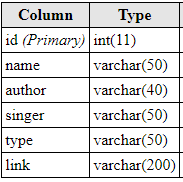 Column Type
id (Primary) int(11)
name varchar(50)
author varchar(40)
singer varchar(50)
type varchar(50)
link varchar(200)